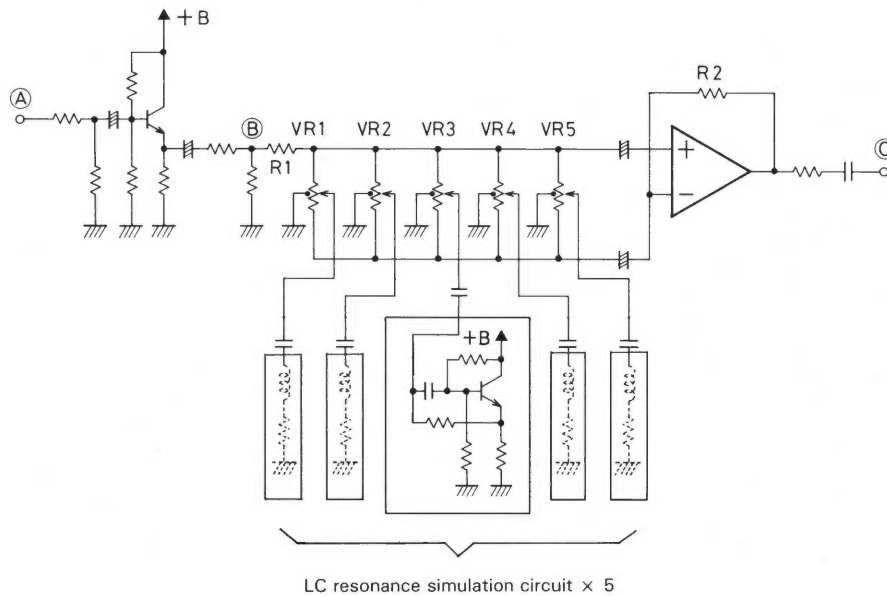 +B
R2
Ⓐ
Ⓑ
VR1 VR2 VR3 VR4 VR5
Ⓒ
R1
+
−
+B
LC resonance simulation circuit × 5